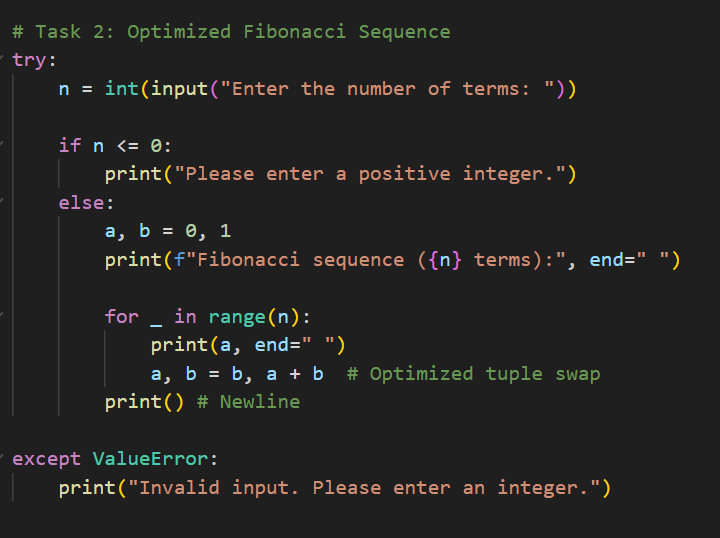 # Task 2: Optimized Fibonacci Sequence
try:
    n = int(input("Enter the number of terms: "))

    if n <= 0:
        print("Please enter a positive integer.")
    else:
        a, b = 0, 1
        print(f"Fibonacci sequence ({n} terms):", end=" ")

        for _ in range(n):
            print(a, end=" ")
            a, b = b, a + b  # Optimized tuple swap
        print() # Newline

except ValueError:
    print("Invalid input. Please enter an integer.")